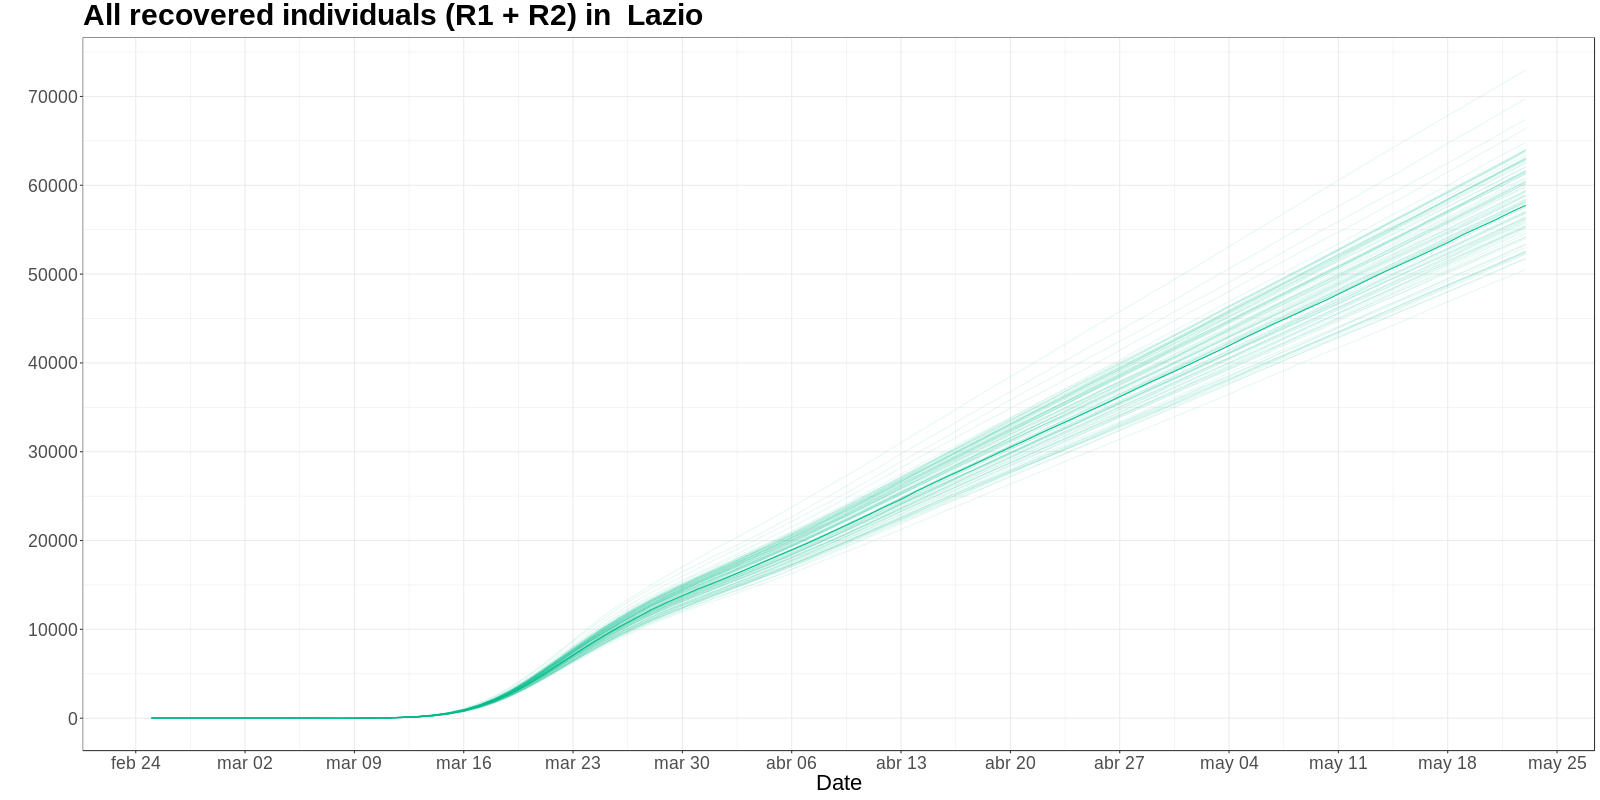 All recovered individuals (R1 + R2) in  Lazio
70000
60000
50000
40000
30000
20000
10000
0
feb 24 mar 02 mar 09 mar 16 mar 23 mar 30 abr 06 abr 13 abr 20 abr 27 may 04 may 11 may 18 may 25
Date